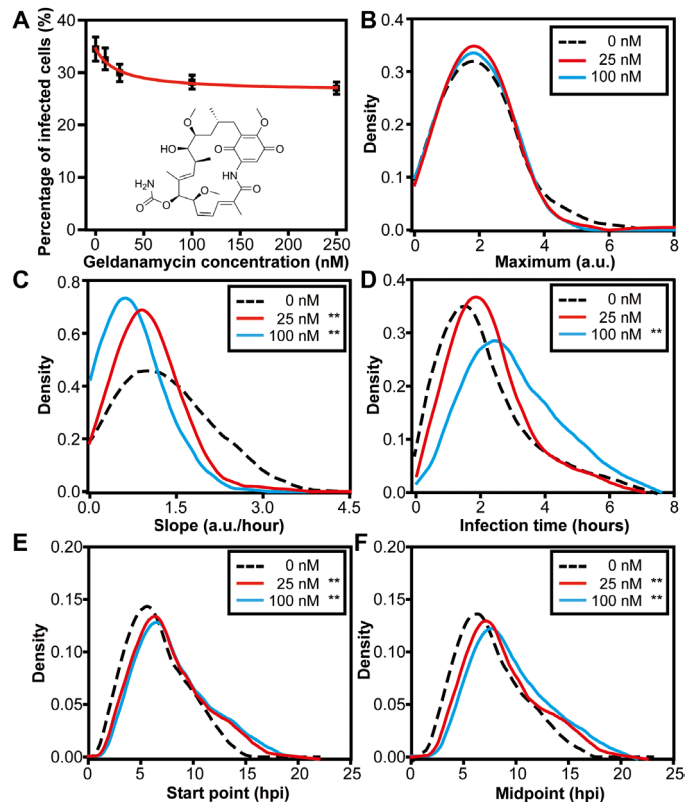 A
Percentage of infected cells (%)
50
40
30
20
10
0
O
O
O
O
HO
HN
O
H₂N
O
O
O
0 50 100 150 200 250
Geldanamycin concentration (nM)
B
Density
0.4
0.3
0.2
0.1
0.0
0 nM
25 nM
100 nM
0 2 4 6 8
Maximum (a.u.)
C
Density
0.8
0.6
0.4
0.2
0.0
0 nM
25 nM **
100 nM **
0.0 1.5 3.0 4.5
Slope (a.u./hour)
D
Density
0.4
0.3
0.2
0.1
0.0
0 nM
25 nM
100 nM **
0 2 4 6 8
Infection time (hours)
E
Density
0.20
0.15
0.10
0.05
0.00
0 nM
25 nM **
100 nM **
0 5 10 15 20 25
Start point (hpi)
F
Density
0.20
0.15
0.10
0.05
0.00
0 nM
25 nM **
100 nM **
0 5 10 15 20 25
Midpoint (hpi)